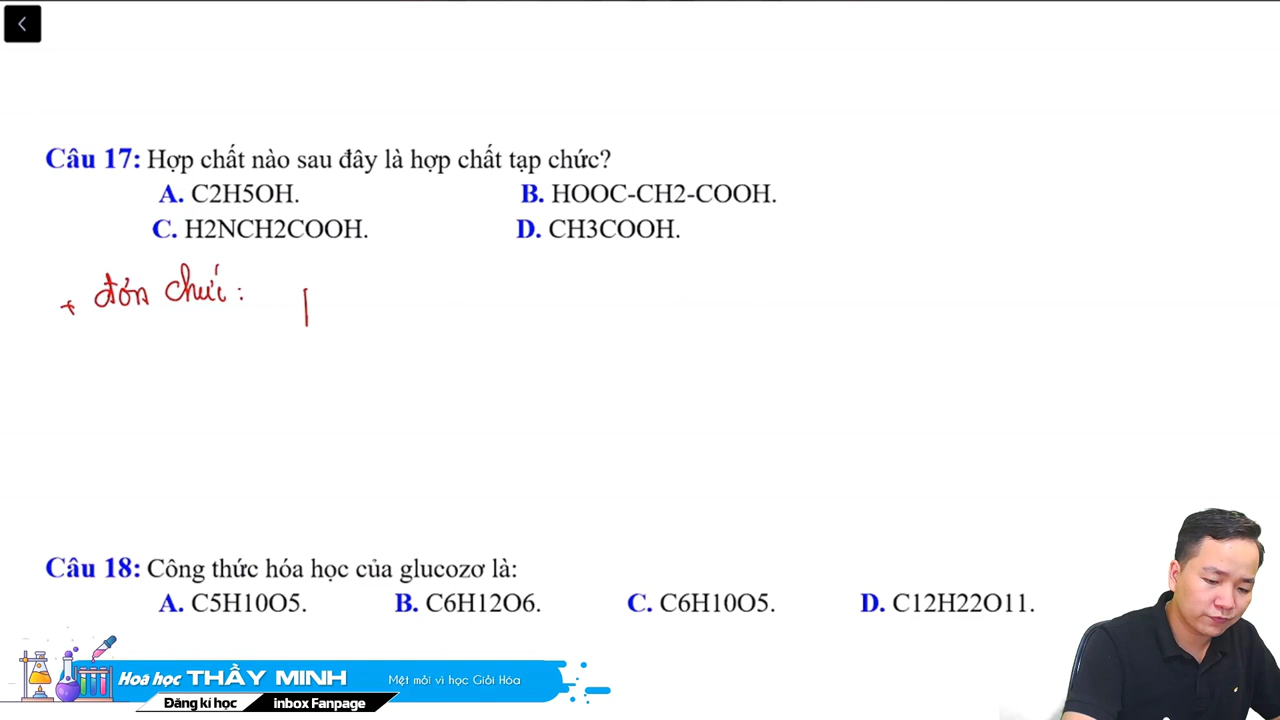 Câu 17: Hợp chất nào sau đây là hợp chất tạp chức?
A. C2H5OH. B. HOOC-CH2-COOH.
C. H2NCH2COOH. D. CH3COOH.
+ đơn chức:
Câu 18: Công thức hóa học của glucozơ là:
A. C5H10O5. B. C6H12O6. C. C6H10O5. D. C12H22O11.
Hoá học THẦY MINH Mệt mỏi vì học Giỏi Hóa
Đăng kí học inbox Fanpage